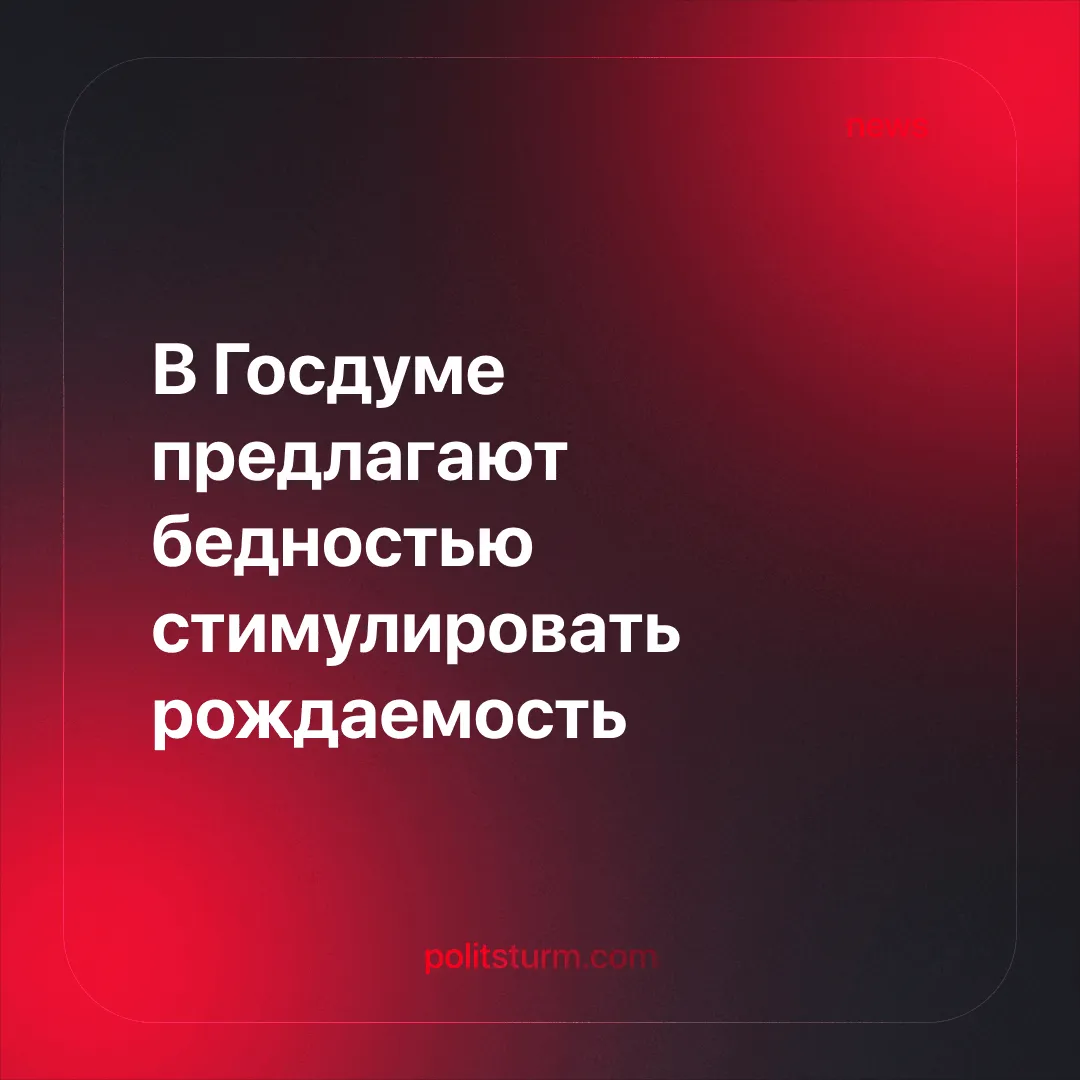 news
В Госдуме
предлагают
бедностью
стимулировать
рождаемость
politsturm.com